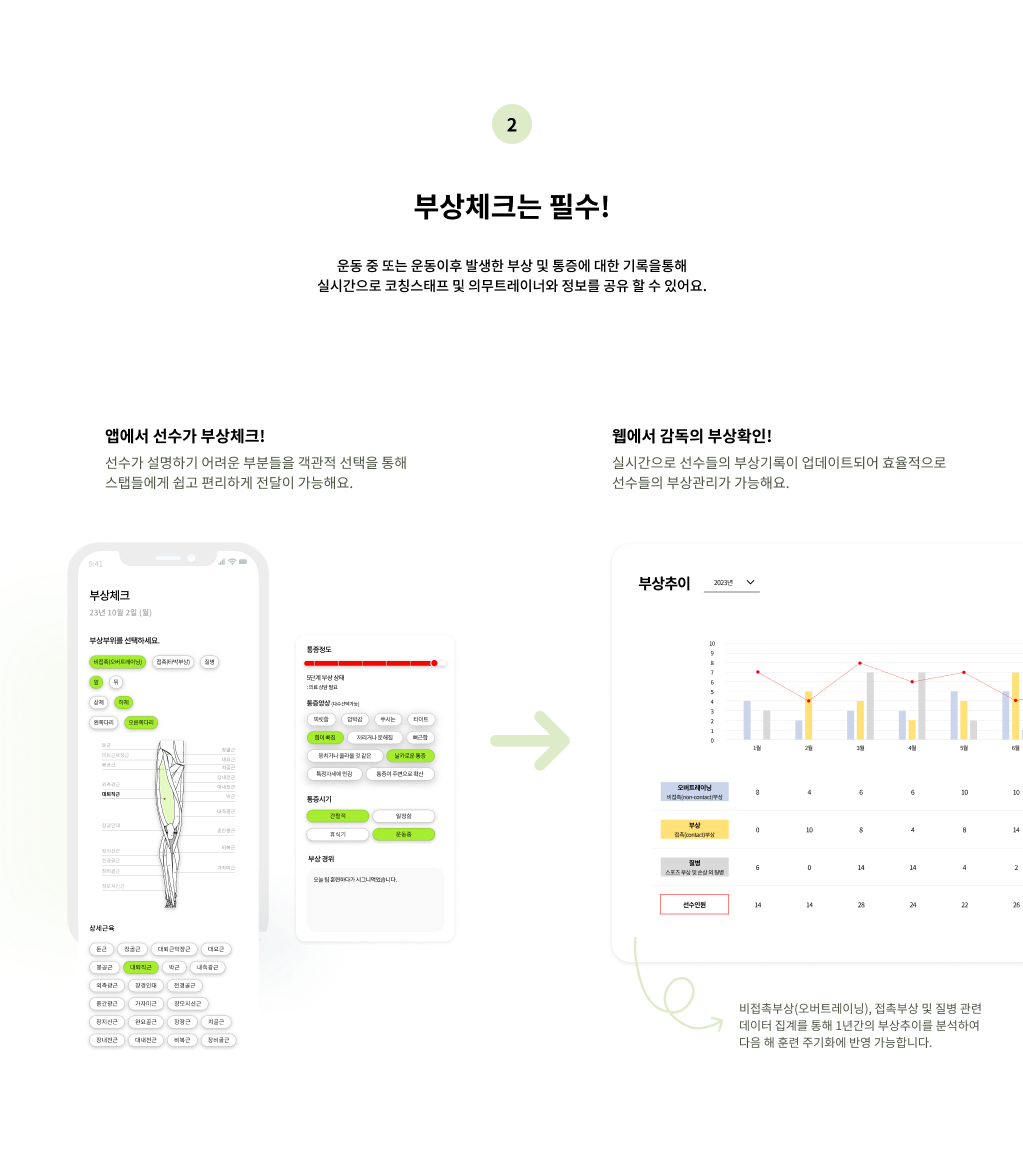 2
부상체크는 필수!
운동 중 또는 운동이후 발생한 부상 및 통증에 대한 기록을통해
실시간으로 코칭스태프 및 의무트레이너와 정보를 공유 할 수 있어요.
앱에서 선수가 부상체크!
선수가 설명하기 어려운 부분들을 객관적 선택을 통해
스탭들에게 쉽고 편리하게 전달이 가능해요.
9:41
부상체크
23년 10월 2일 (월)
부상부위를 선택하세요.
비접촉(오버트레이닝) 접촉(타박부상) 질병
앞 뒤
상체 하체
왼쪽다리 오른쪽다리
대퇴직근
상세근육
둔근 장골근 대퇴근막장근 대요근
봉공근 대퇴직근 박근 내측광근
외측광근 장경인대 전경골근
중간광근 가자미근 장모지신근
장지신근 원요골근 장장근 치골근
장내전근 대내전근 비복근 장비골근
통증정도
5단계 부상 상태
: 의료 상담 필요
통증양상 (다수선택가능)
욱씬함 압박감 쑤시는 타이트
힘이 빠짐 저리거나 둔해짐 뻐근함
뭉치거나 올라올 것 같은 날카로운 통증
특정자세에 민감 통증이 주변으로 확산
통증시기
간헐적 일정함
휴식기 운동중
부상 경위
오늘 팀 훈련하다가 시그니먹었습니다.
웹에서 감독의 부상확인!
실시간으로 선수들의 부상기록이 업데이트되어 효율적으로
선수들의 부상관리가 가능해요.
부상추이 2023년
10
9
8
7
6
5
4
3
2
1
0
1월 2월 3월 4월 5월 6월
오버트레이닝
비접촉(non-contact)부상
8 4 6 6 10 10
부상
접촉(contact)부상
0 10 8 4 8 14
질병
스포츠 부상 및 손상 외 질병
6 0 14 14 4 2
선수인원 14 14 28 24 22 26
비접촉부상(오버트레이닝), 접촉부상 및 질병 관련
데이터 집계를 통해 1년간의 부상추이를 분석하여
다음 해 훈련 주기화에 반영 가능합니다.